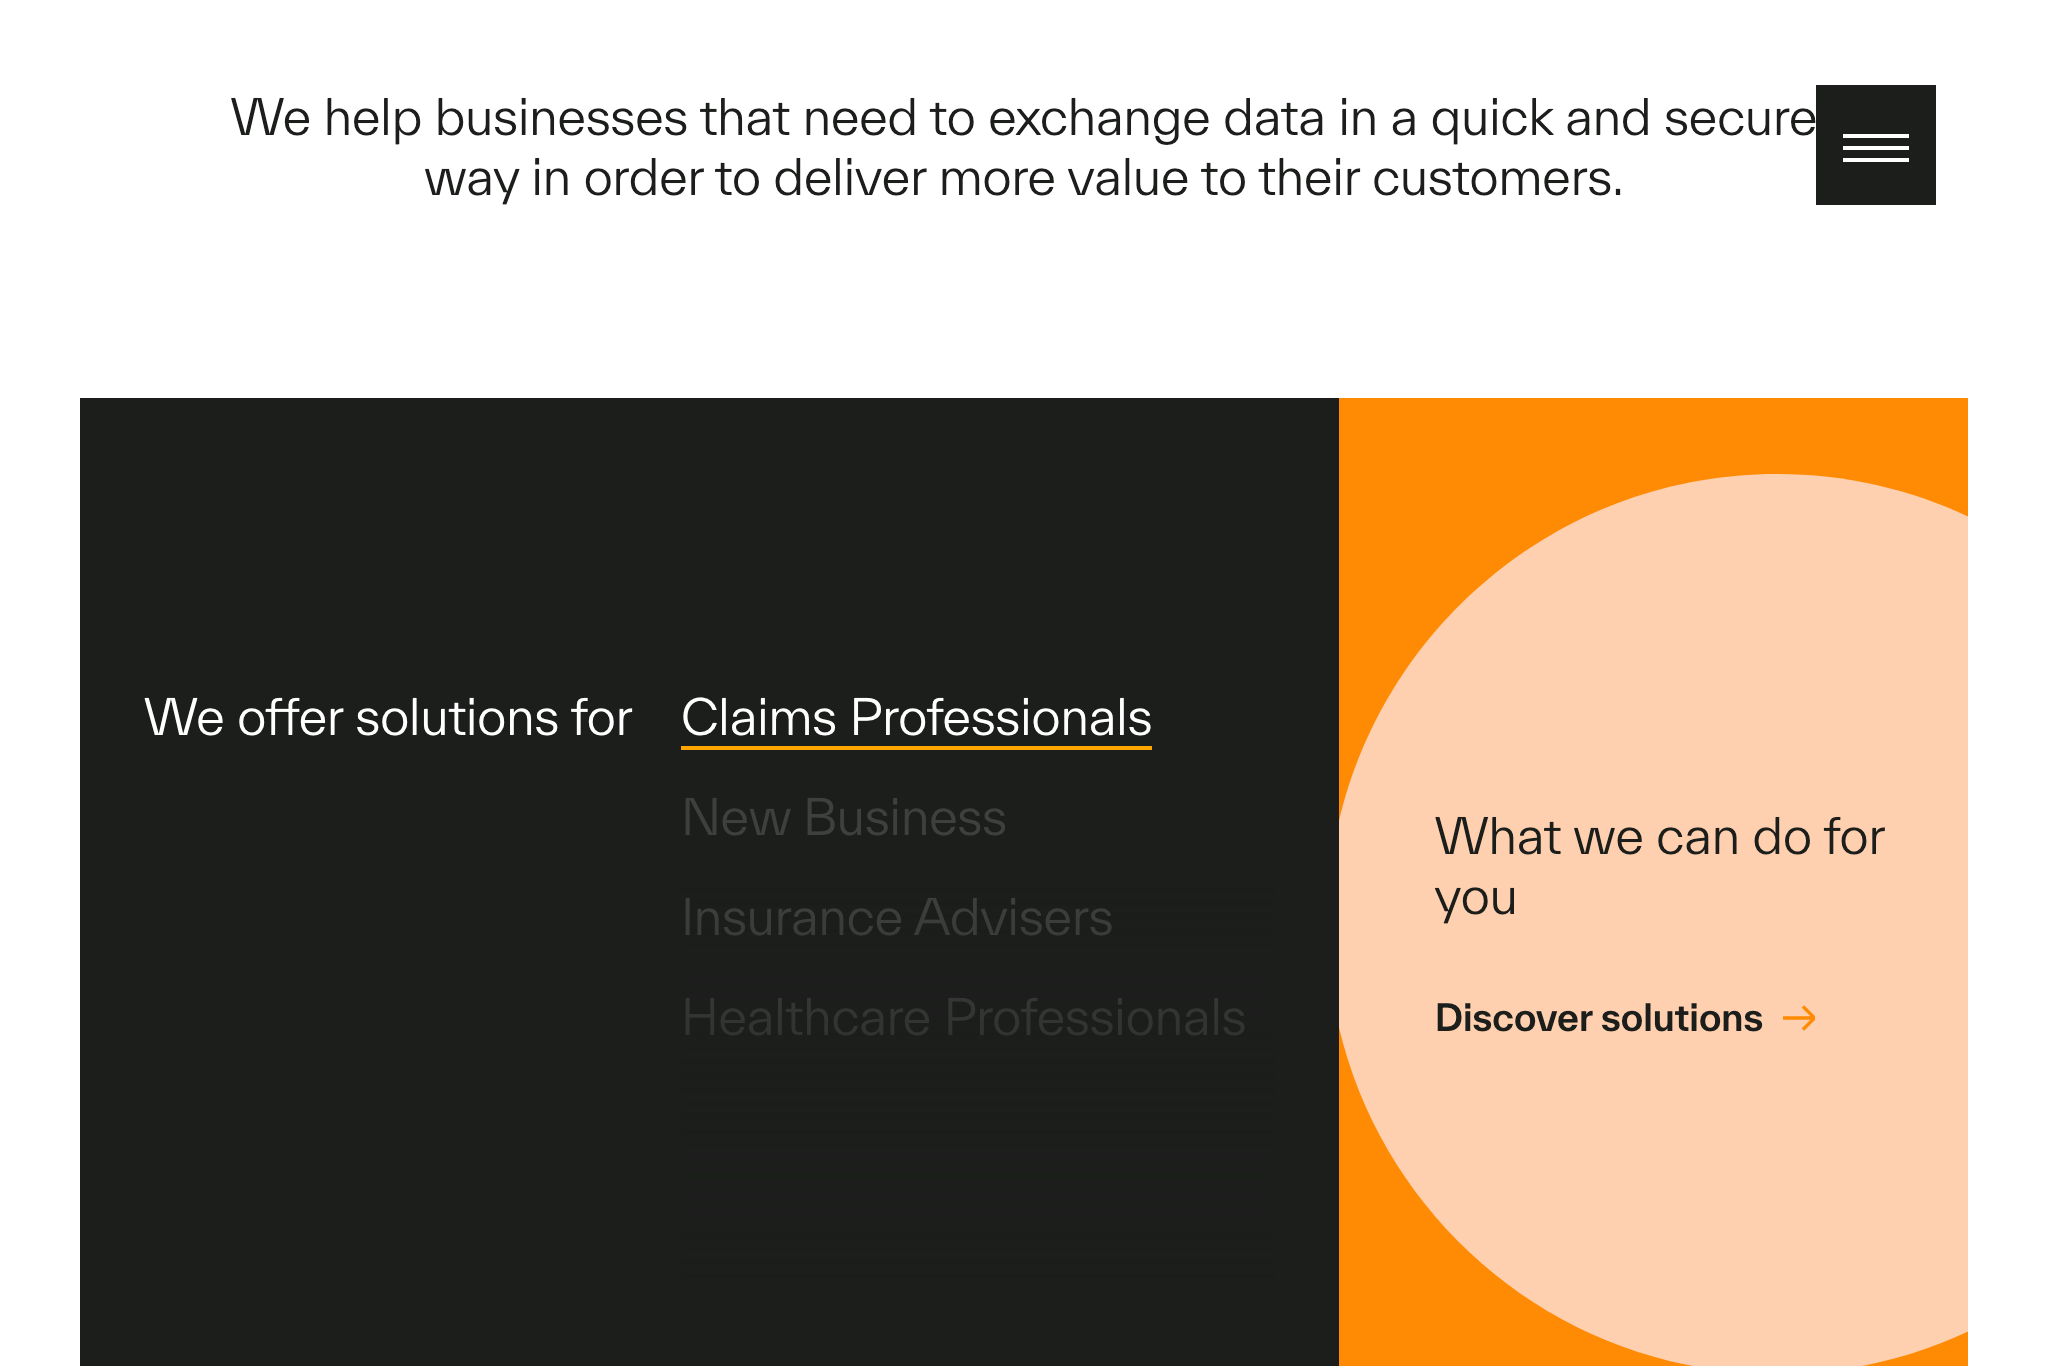 We help businesses that need to exchange data in a quick and secure
way in order to deliver more value to their customers.
We offer solutions for
Claims Professionals
New Business
Insurance Advisers
Healthcare Professionals
What we can do for
you
Discover solutions